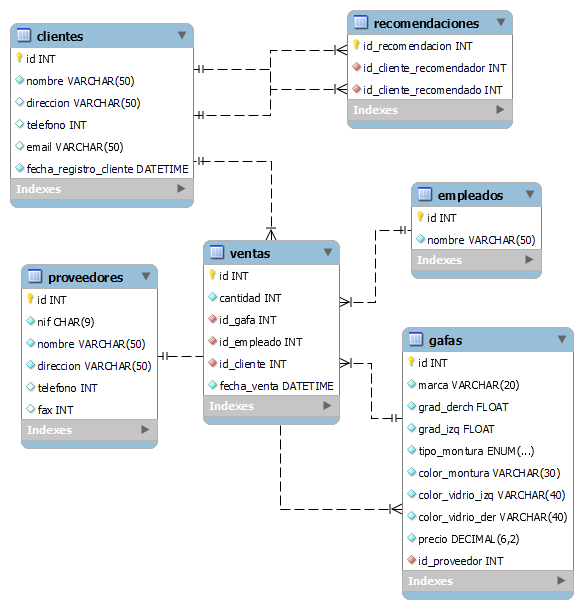 clientes
id INT
nombre VARCHAR(50)
direccion VARCHAR(50)
telefono INT
email VARCHAR(50)
fecha_registro_cliente DATETIME
Indexes
recomendaciones
id_recomendacion INT
id_cliente_recomendador INT
id_cliente_recomendado INT
Indexes
empleados
id INT
nombre VARCHAR(50)
Indexes
ventas
id INT
cantidad INT
id_gafa INT
id_empleado INT
id_cliente INT
fecha_venta DATETIME
Indexes
proveedores
id INT
nif CHAR(9)
nombre VARCHAR(50)
direccion VARCHAR(50)
telefono INT
fax INT
Indexes
gafas
id INT
marca VARCHAR(20)
grad_derch FLOAT
grad_izq FLOAT
tipo_montura ENUM(...)
color_montura VARCHAR(30)
color_vidrio_izq VARCHAR(40)
color_vidrio_der VARCHAR(40)
precio DECIMAL(6,2)
id_proveedor INT
Indexes